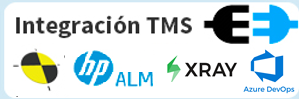 Integración TMS
hp ALM XRAY
Azure DevOps